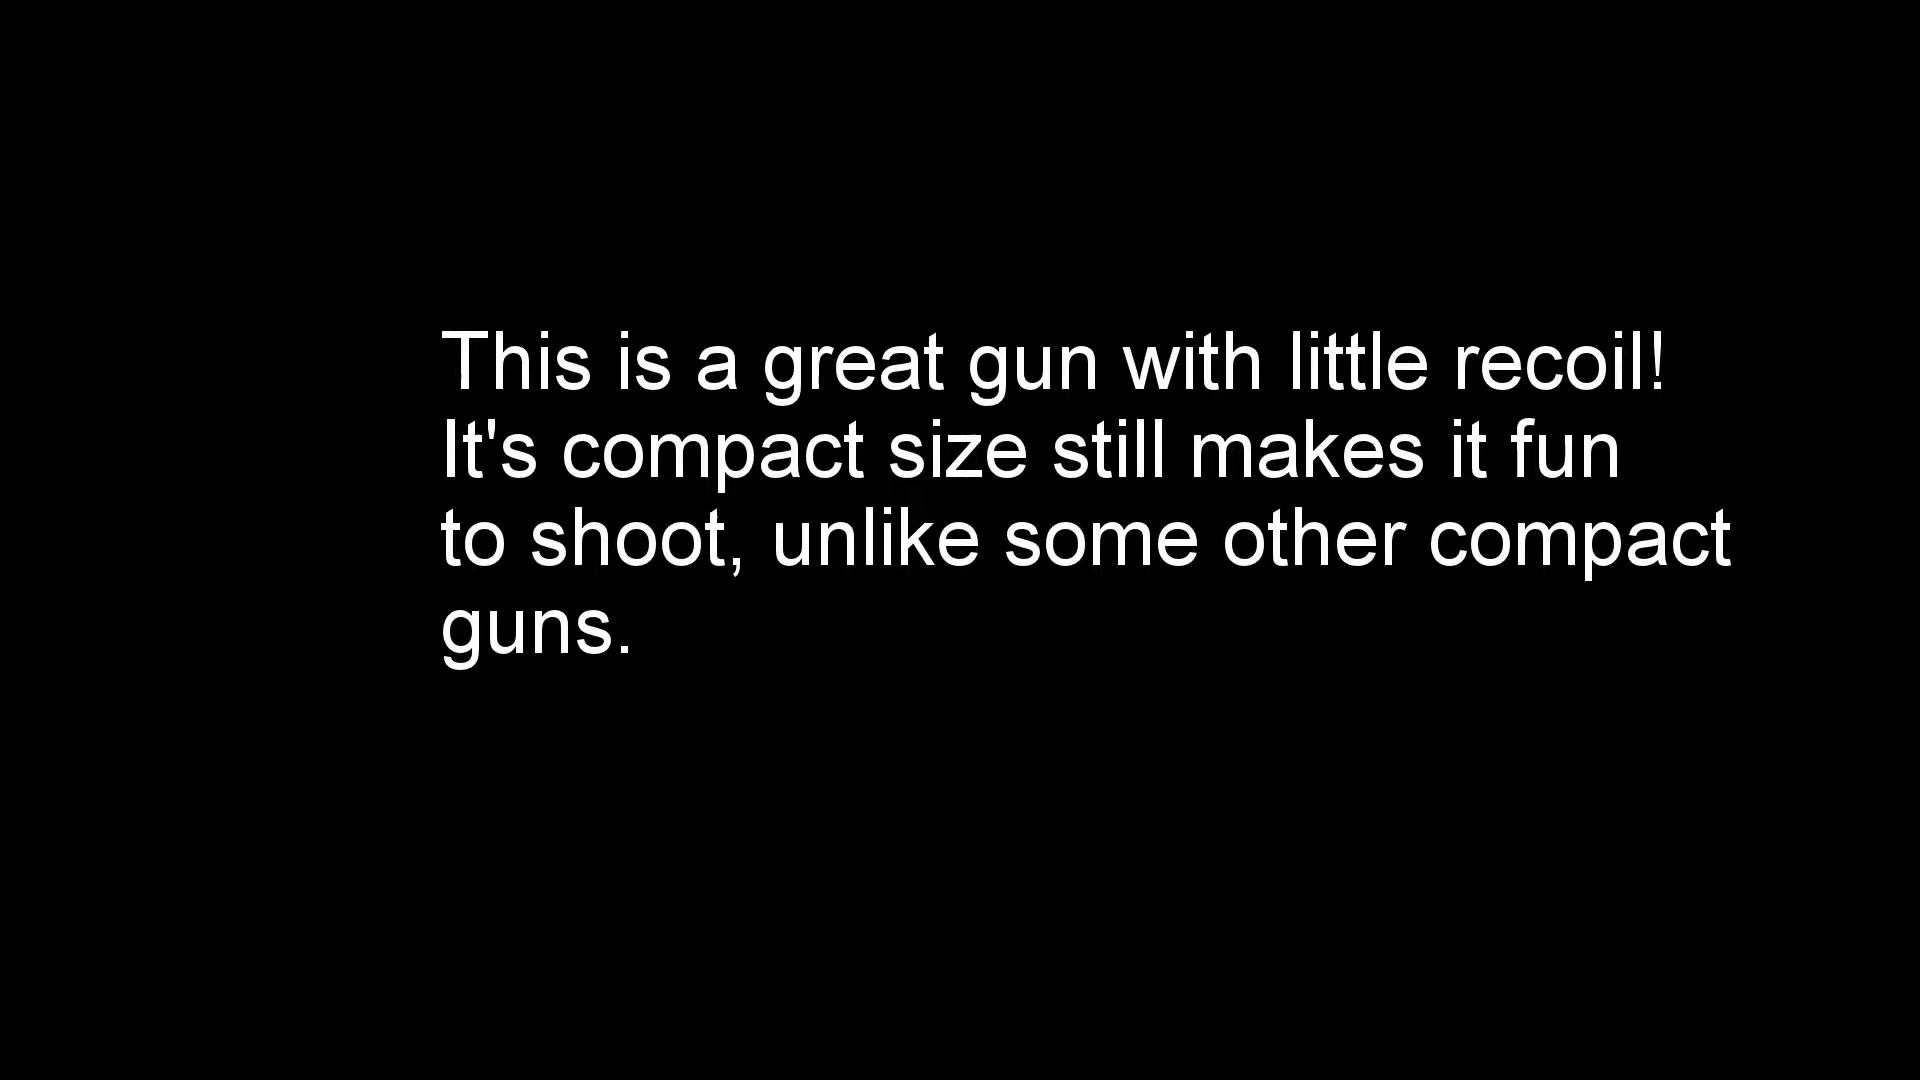 This is a great gun with little recoil!
It's compact size still makes it fun
to shoot, unlike some other compact
guns.